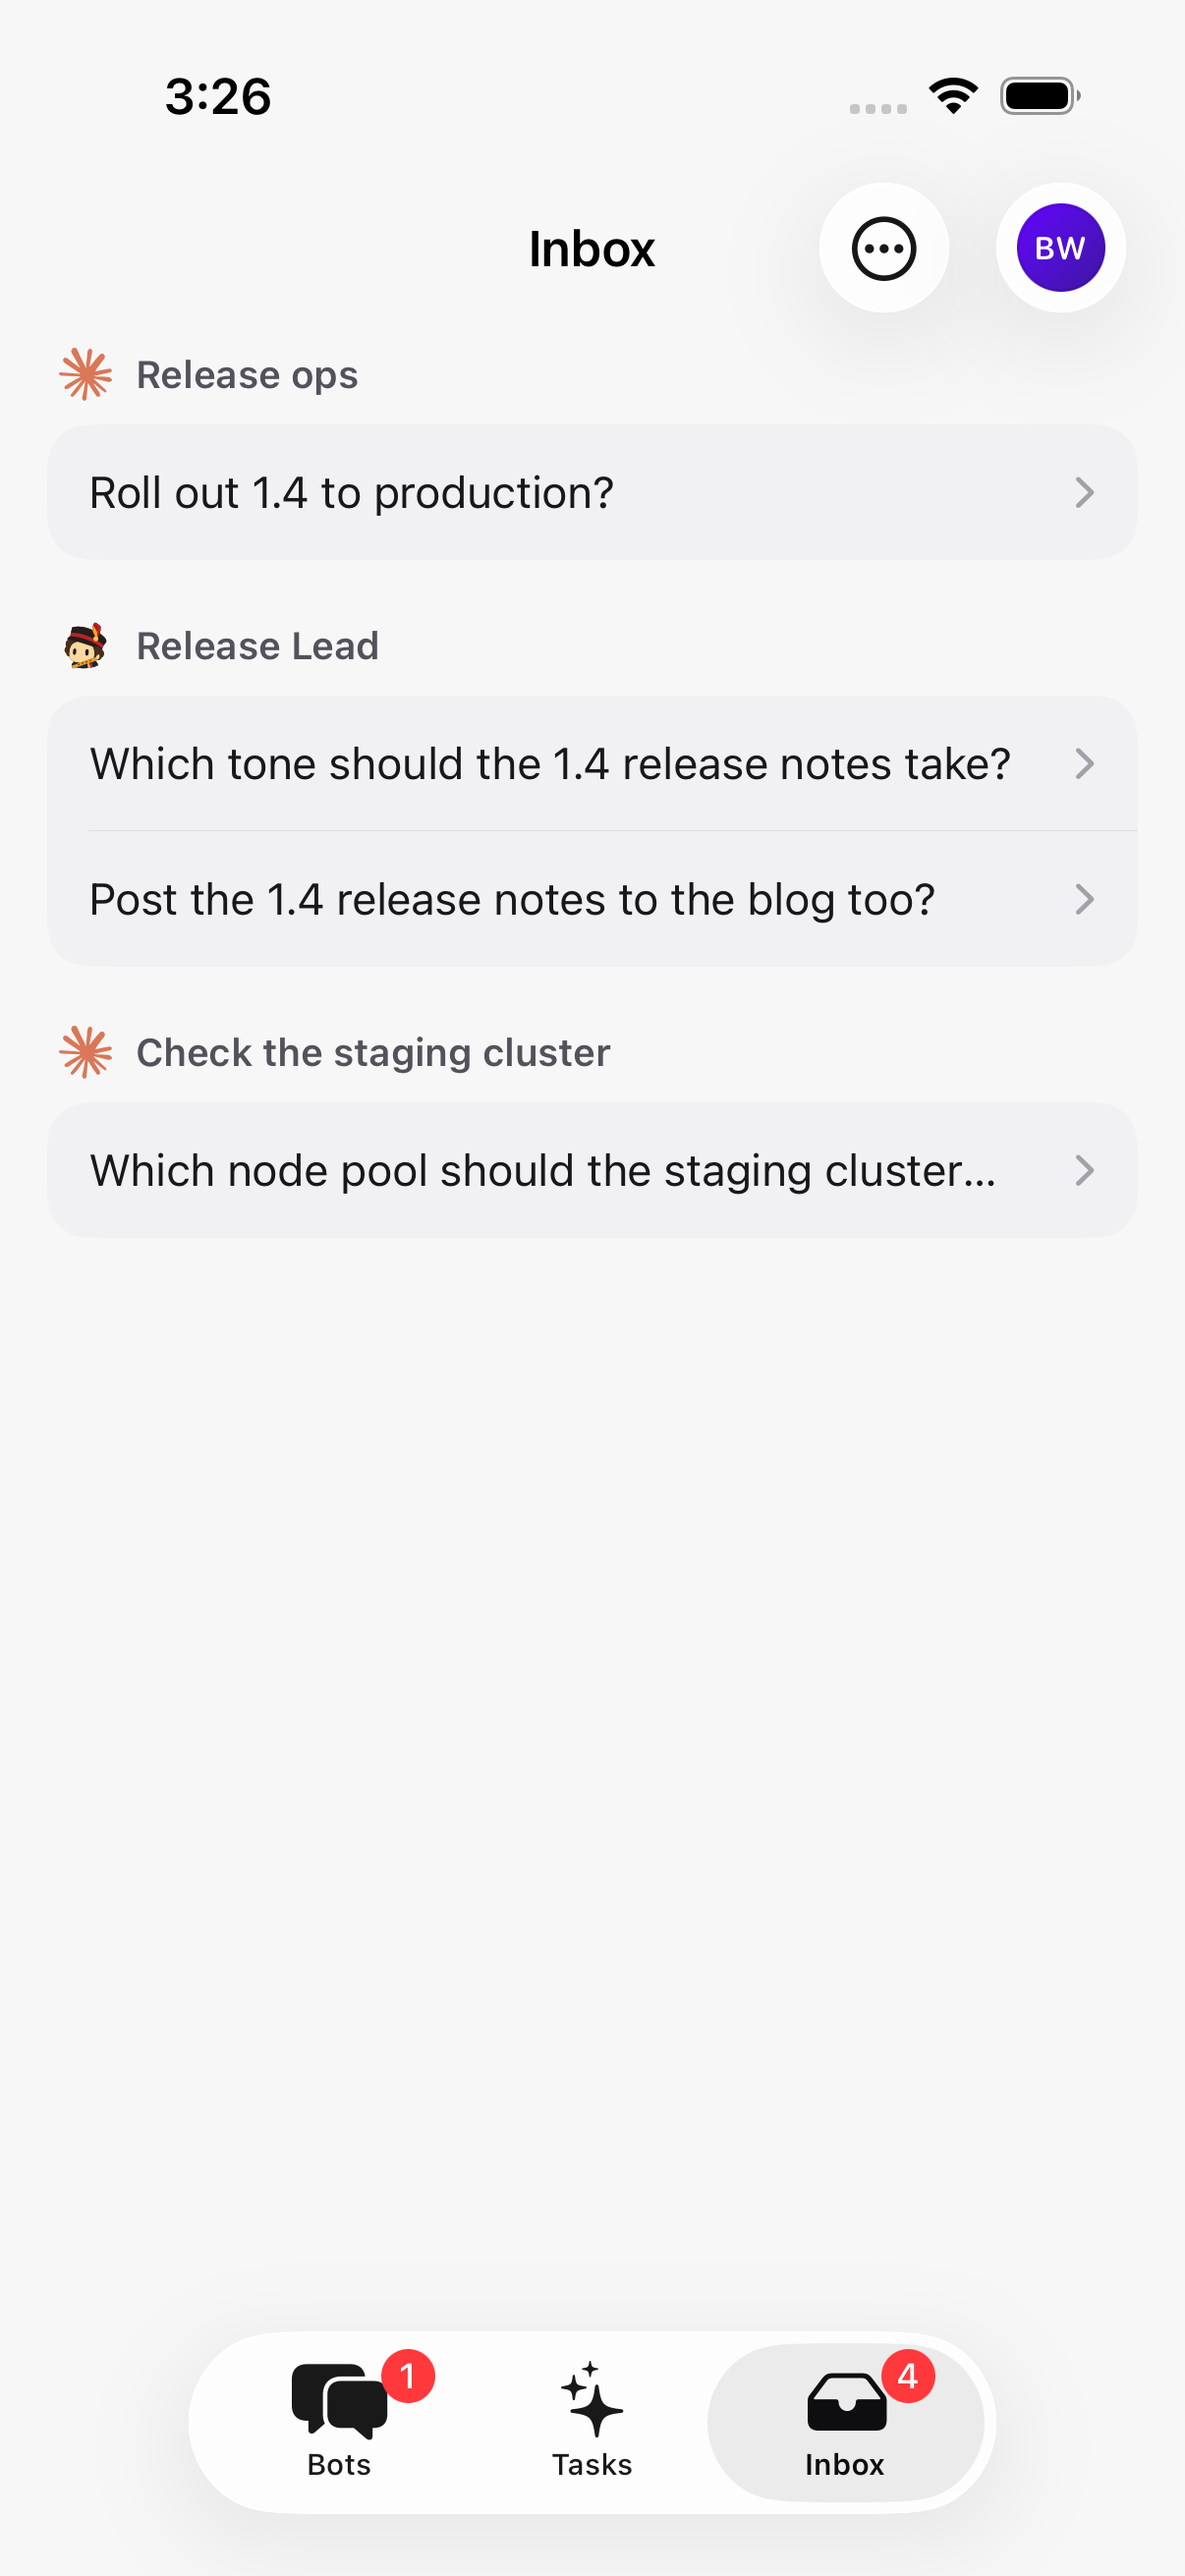 3:26
Inbox
BW
Release ops
Roll out 1.4 to production?
Release Lead
Which tone should the 1.4 release notes take?
Post the 1.4 release notes to the blog too?
Check the staging cluster
Which node pool should the staging cluster...
1
4
Bots
Tasks
Inbox